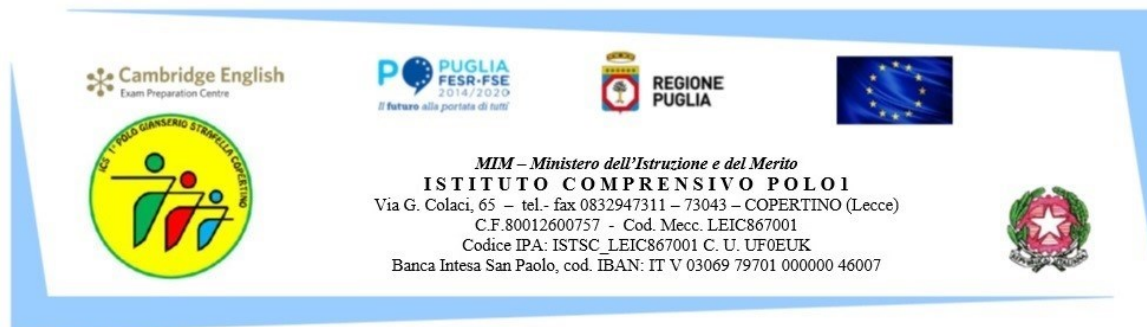 Cambridge English
Exam Preparation Centre
PO PUGLIA
FESR-FSE
2014/2020
Il futuro alla portata di tutti
REGIONE
PUGLIA
ICS 1° POLO GIANSERIO STRAFELLA COPERTINO
MIM – Ministero dell'Istruzione e del Merito
ISTITUTO COMPRENSIVO POLO1
Via G. Colaci, 65 – tel.- fax 0832947311 – 73043 – COPERTINO (Lecce)
C.F.80012600757 - Cod. Mecc. LEIC867001
Codice IPA: ISTSC_LEIC867001 C. U. UF0EUK
Banca Intesa San Paolo, cod. IBAN: IT V 03069 79701 000000 46007